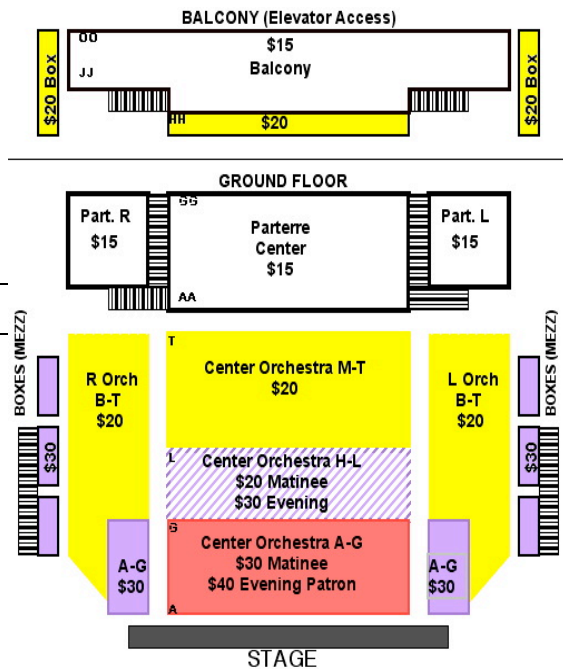 BALCONY (Elevator Access)
OO
$15
Balcony
JJ
$20 Box
$20 Box
HH
$20
GROUND FLOOR
GG
Part. R
$15
Parterre
Center
$15
Part. L
$15
AA
BOXES (MEZZ)
BOXES (MEZZ)
T
Center Orchestra M-T
$20
R Orch
B-T
$20
L Orch
B-T
$20
$30
$30
L
Center Orchestra H-L
$20 Matinee
$30 Evening
G
Center Orchestra A-G
$30 Matinee
$40 Evening Patron
A
A-G
$30
A-G
$30
STAGE